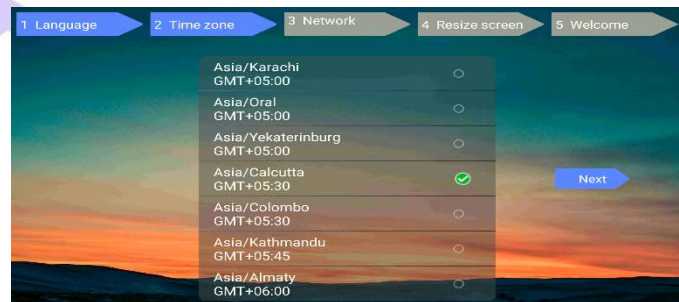 1 Language
2 Time zone
3 Network
4 Resize screen
5 Welcome
Asia/Karachi
GMT+05:00
Asia/Oral
GMT+05:00
Asia/Yekaterinburg
GMT+05:00
Asia/Calcutta
GMT+05:30
Next
Asia/Colombo
GMT+05:30
Asia/Kathmandu
GMT+05:45
Asia/Almaty
GMT+06:00